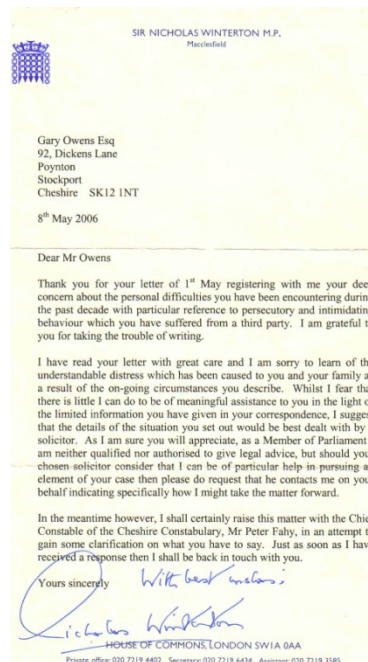 SIR NICHOLAS WINTERTON M.P.
Macclesfield
Gary Owens Esq
92, Dickens Lane
Poynton
Stockport
Cheshire SK12 1NT
8th May 2006
Dear Mr Owens
Thank you for your letter of 1st May registering with me your dee
concern about the personal difficulties you have been encountering durin
the past decade with particular reference to persecutory and intimidatin
behaviour which you have suffered from a third party. I am grateful t
you for taking the trouble of writing.
I have read your letter with great care and I am sorry to learn of th
understandable distress which has been caused to you and your family a
a result of the on-going circumstances you describe. Whilst I fear tha
there is little I can do to be of meaningful assistance to you in the light o
the limited information you have given in your correspondence, I sugges
that the details of the situation you set out would be best dealt with by
solicitor. As I am sure you will appreciate, as a Member of Parliament
am neither qualified nor authorised to give legal advice, but should you
chosen solicitor consider that I can be of particular help in pursuing a
element of your case then please do request that he contacts me on you
behalf indicating specifically how I might take the matter forward.
In the meantime however, I shall certainly raise this matter with the Chie
Constable of the Cheshire Constabulary, Mr Peter Fahy, in an attempt t
gain some clarification on what you have to say. Just as soon as I hav
received a response then I shall be back in touch with you.
Yours sincerely With best wishes,
Nicholas Winterton
HOUSE OF COMMONS, LONDON SW1A 0AA
Private office: 020 7219 4402 Secretary: 020 7219 6434 Assistant: 020 7219 3585